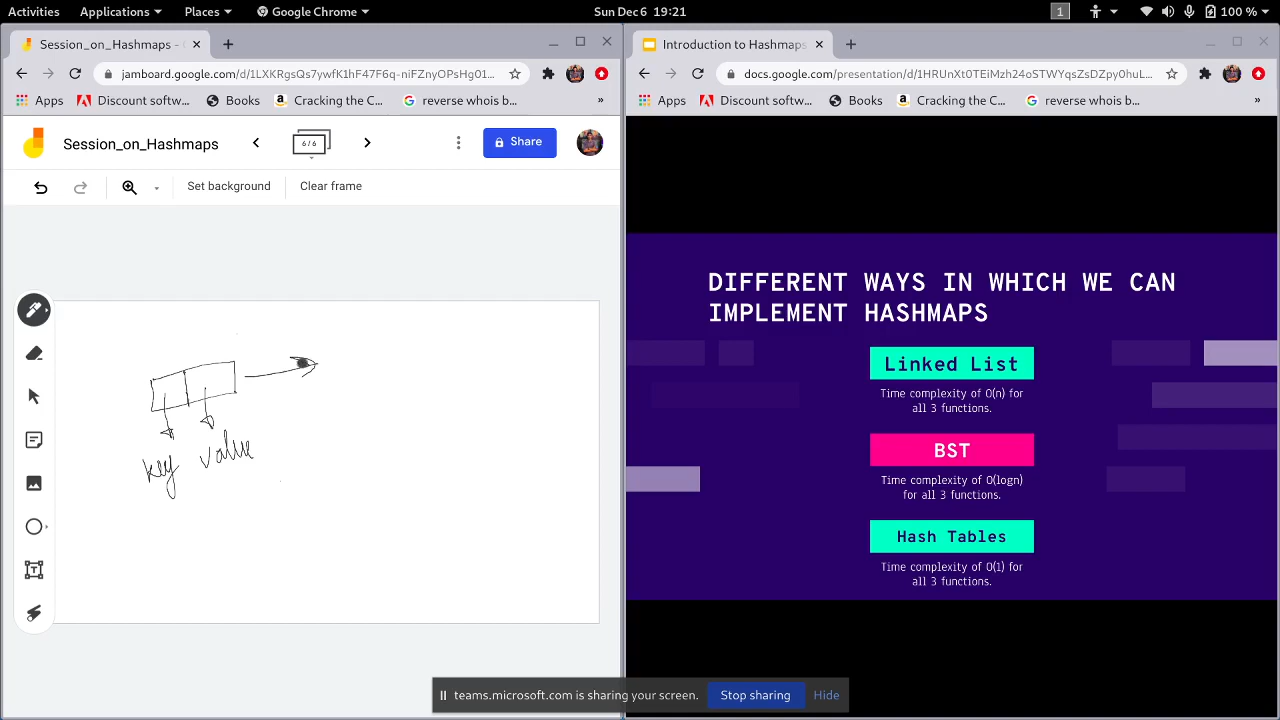 Activities
Applications
Places
Google Chrome
Sun Dec 6 19:21
1
100 %
Session_on_Hashmaps - G
jamboard.google.com/d/1LXKRgsQs7ywfK1hF47F6q-niFZnyOPsHg01...
Apps
Discount softw...
Books
Cracking the C...
reverse whois b...
»
Session_on_Hashmaps
6 / 6
Share
Set background
Clear frame
key value
Introduction to Hashmaps
docs.google.com/presentation/d/1HRUnXt0TEiMzh24oSTWYqsZsDZpy0huL...
Apps
Discount softw...
Books
Cracking the C...
reverse whois b...
»
DIFFERENT WAYS IN WHICH WE CAN
IMPLEMENT HASHMAPS
Linked List
Time complexity of O(n) for
all 3 functions.
BST
Time complexity of O(logn)
for all 3 functions.
Hash Tables
Time complexity of O(1) for
all 3 functions.
teams.microsoft.com is sharing your screen.
Stop sharing
Hide